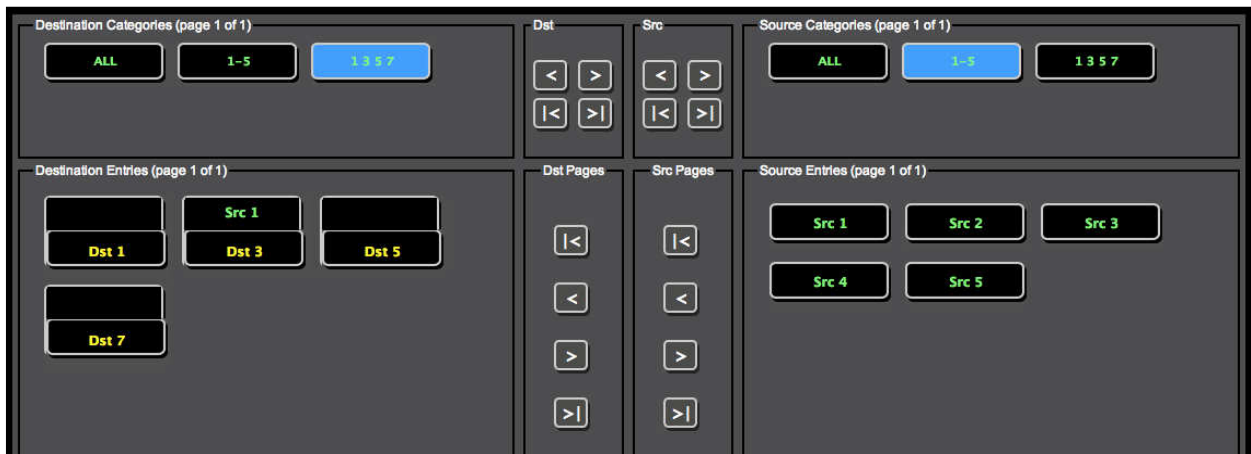 Destination Categories (page 1 of 1)
Dst
Src
Source Categories (page 1 of 1)
ALL
1-5
1 3 5 7
< >
|< >|
< >
|< >|
ALL
1-5
1 3 5 7
Destination Entries (page 1 of 1)
Dst Pages
Src Pages
Source Entries (page 1 of 1)
Dst 1
Src 1
Dst 3
Dst 5
Dst 7
|<
<
>
>|
|<
<
>
>|
Src 1
Src 2
Src 3
Src 4
Src 5